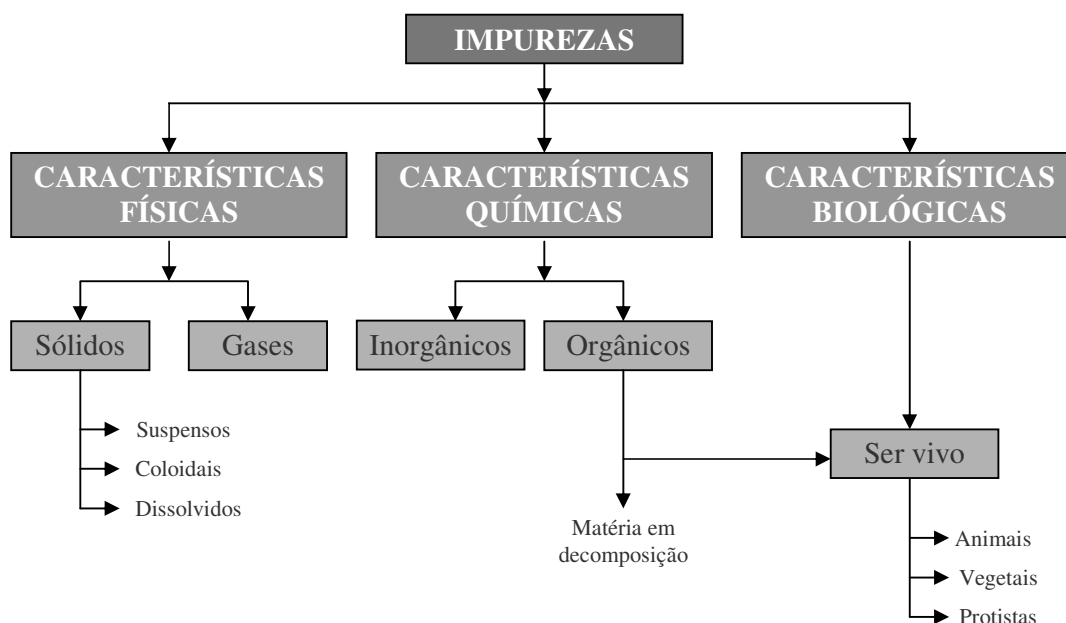 IMPUREZAS
CARACTERÍSTICAS
FÍSICAS
CARACTERÍSTICAS
QUÍMICAS
CARACTERÍSTICAS
BIOLÓGICAS
Sólidos
Gases
Inorgânicos
Orgânicos
Suspensos
Coloidais
Dissolvidos
Ser vivo
Matéria em
decomposição
Animais
Vegetais
Protistas